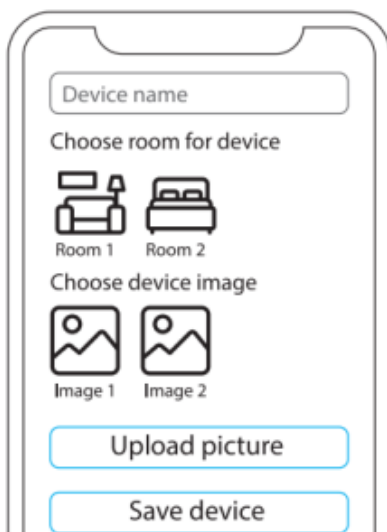 Device name
Choose room for device
Room 1 Room 2
Choose device image
Image 1 Image 2
Upload picture
Save device